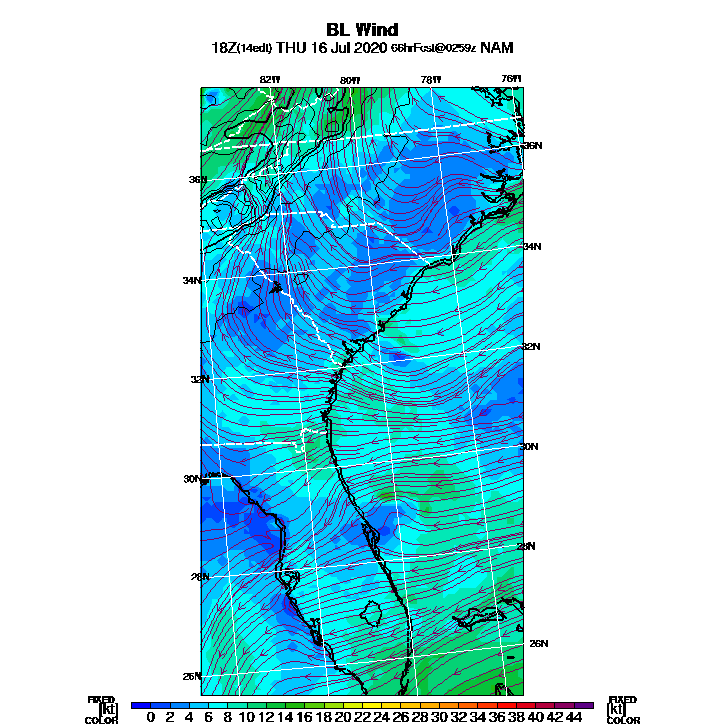 BL Wind
18Z(14edt) THU 16 Jul 2020 66hrFcst@0259z NAM
82W 80W 78W 76W
36N
36N
34N
34N
32N
32N
30N
30N
28N
28N
26N
26N
FIXED FIXED
[kt] 0 2 4 6 8 10 12 14 16 18 20 22 24 26 28 30 32 34 36 38 40 42 44 [kt]
COLOR COLOR